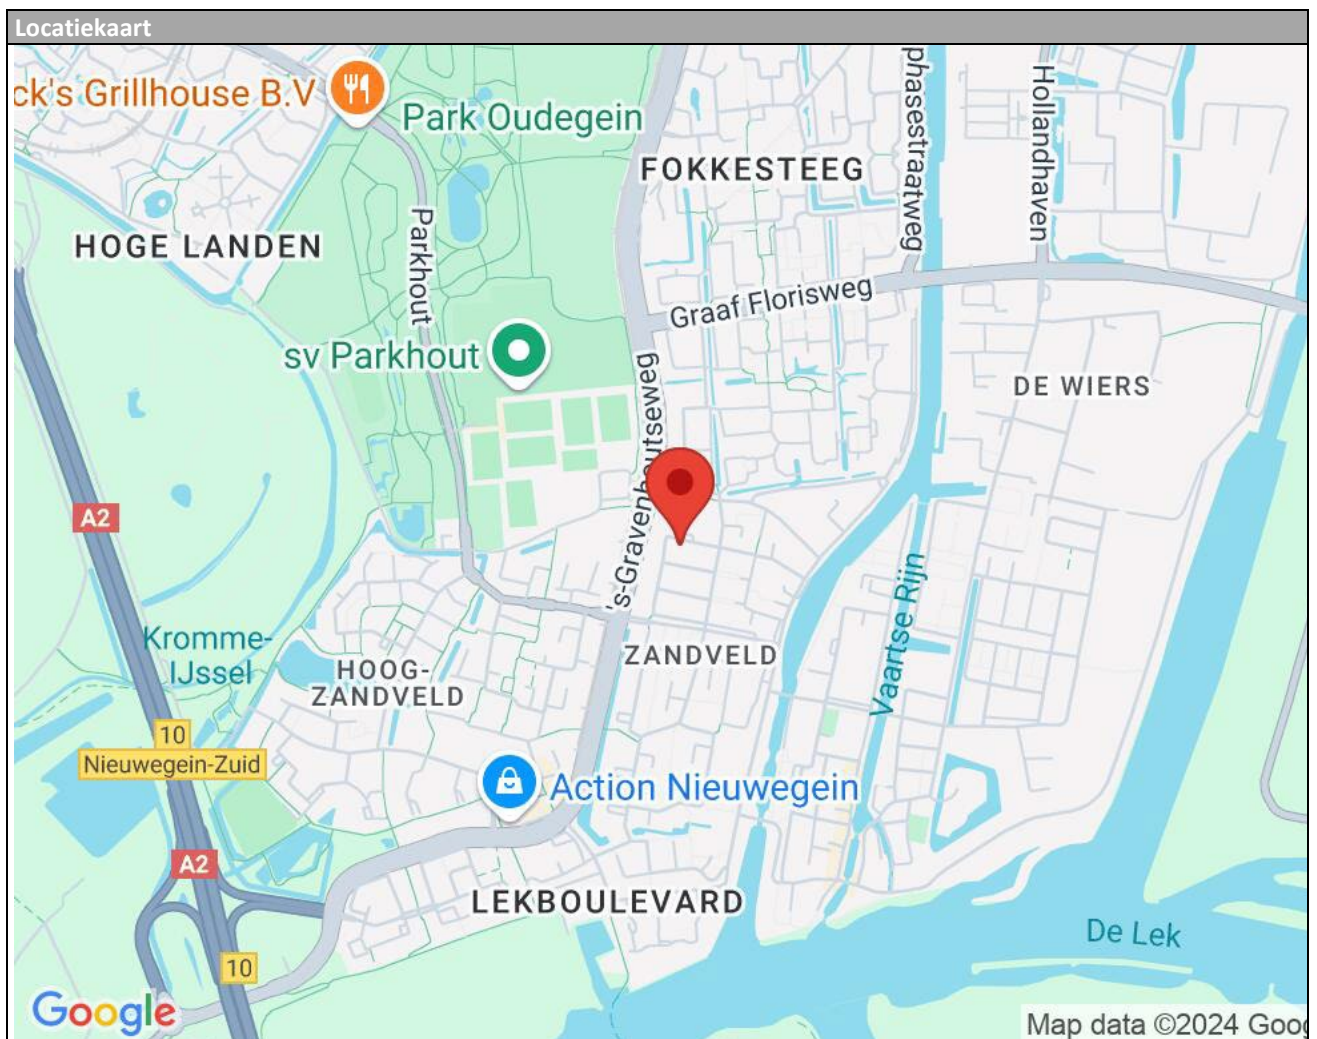 Locatiekaart
ck's Grillhouse B.V
Park Oudegein
FOKKESTEEG
phasestraatweg
Hollandhaven
HOGE LANDEN
Parkhout
Graaf Florisweg
sv Parkhout
DE WIERS
's-Gravenhoutseweg
A2
Vaartse Rijn
Kromme-
IJssel
HOOG-
ZANDVELD
ZANDVELD
10
Nieuwegein-Zuid
Action Nieuwegein
A2
LEKBOULEVARD
De Lek
10
Google
Map data ©2024 Goog